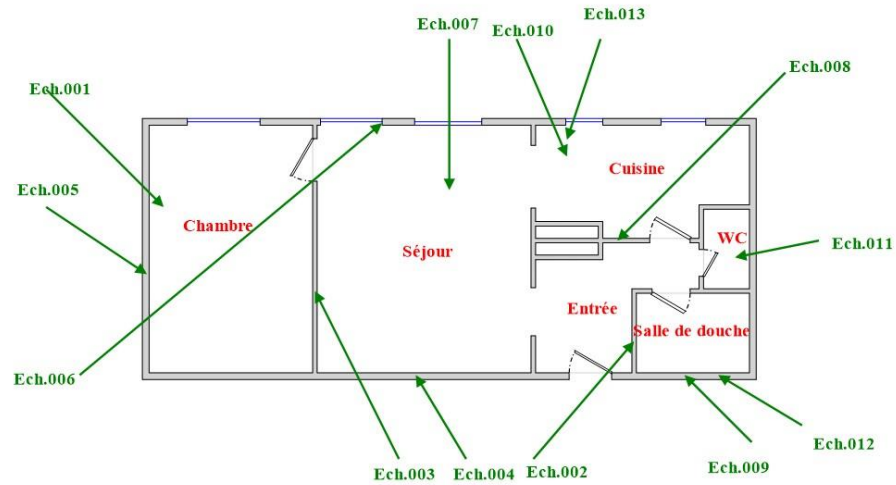 Ech.013
Ech.007
Ech.010
Ech.008
Ech.001
Cuisine
Ech.005
Chambre
WC
Ech.011
Séjour
Entrée
Salle de douche
Ech.006
Ech.012
Ech.003
Ech.004
Ech.002
Ech.009